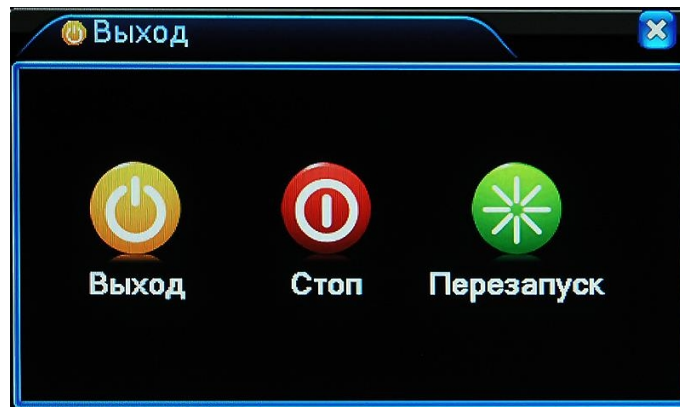 Выход
Выход Стоп Перезапуск